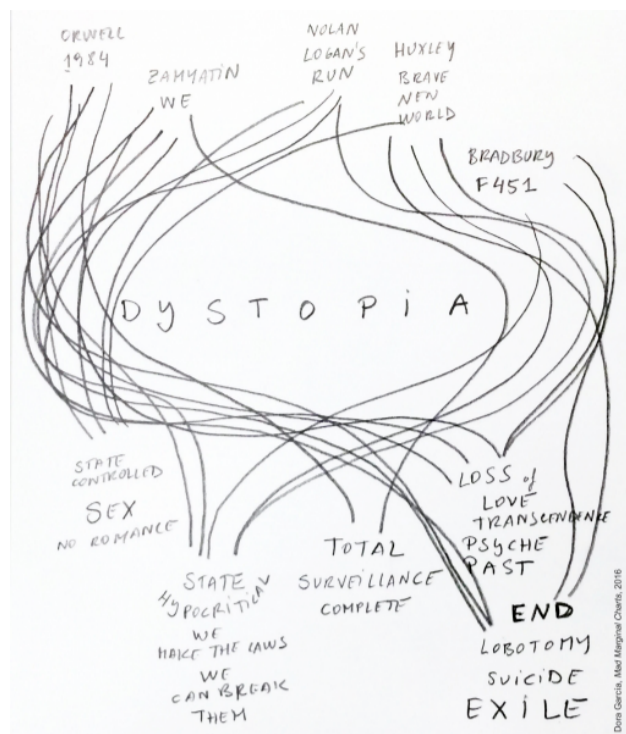 ORWELL
1984
ZAMYATIN
WE
NOLAN
LOGAN'S
RUN
HUXLEY
BRAVE
NEW
WORLD
BRADBURY
F451
DYSTOPIA
STATE
CONTROLLED
SEX
NO ROMANCE
STATE
HYPOCRITICAL
WE
MAKE THE LAWS
WE
CAN BREAK
THEM
TOTAL
SURVEILLANCE
COMPLETE
LOSS of
LOVE
TRANSCENDENCE
PSYCHE
PAST
END
LOBOTOMY
SUICIDE
EXILE
Dora García, Mad Marginal Charts, 2016